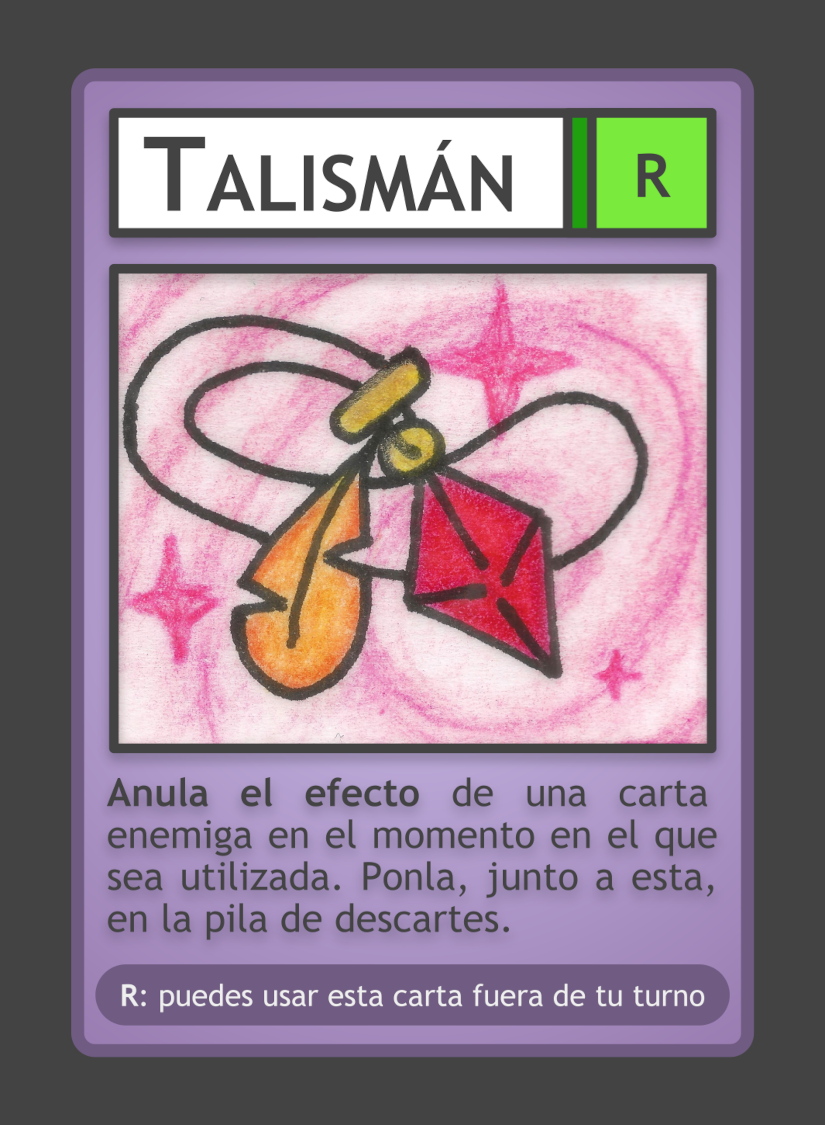 TALISMÁN R
Anula el efecto de una carta
enemiga en el momento en el que
sea utilizada. Ponla, junto a esta,
en la pila de descartes.
R: puedes usar esta carta fuera de tu turno